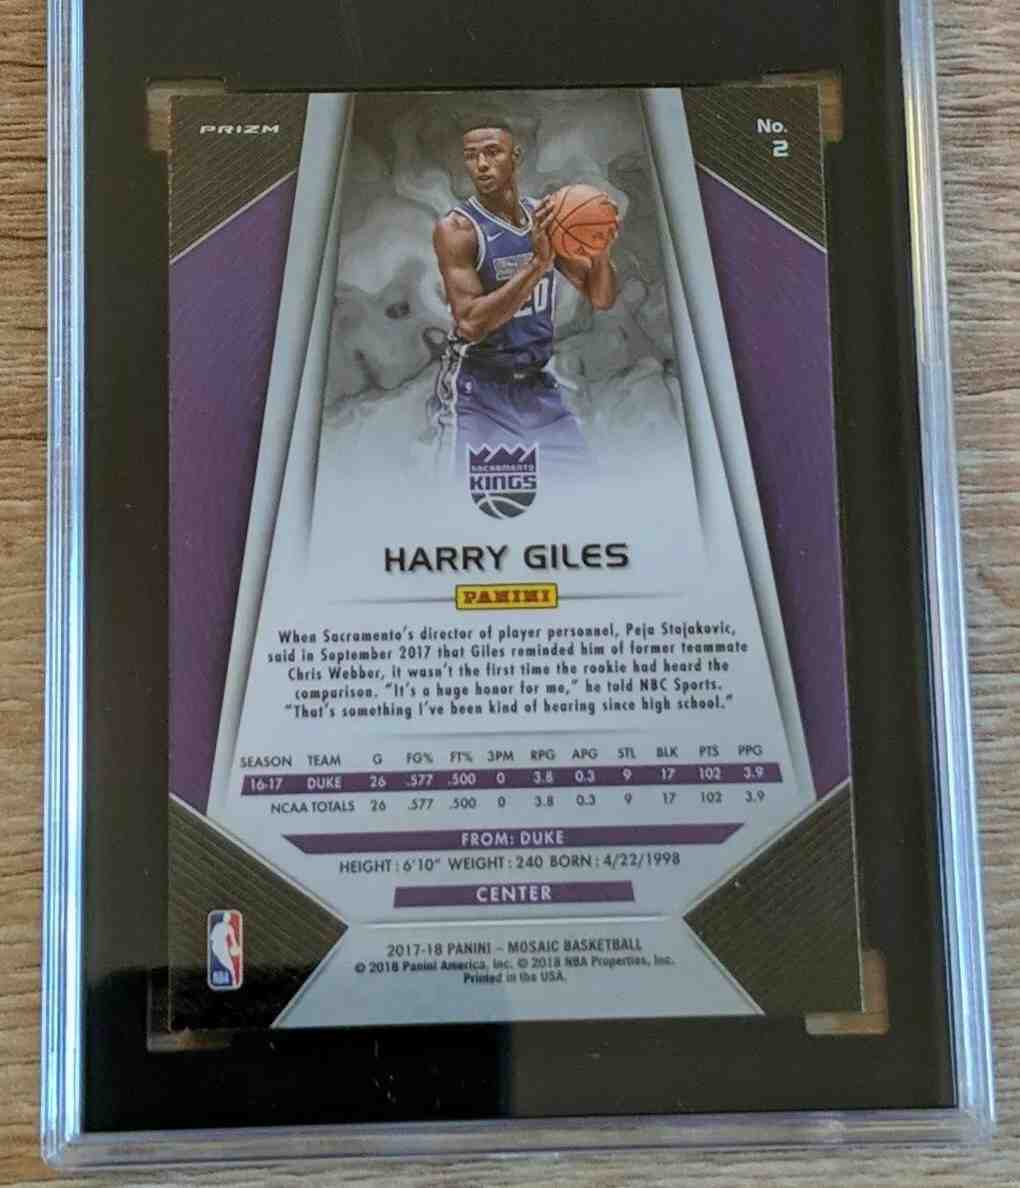 PRIZM
No.
2
20
SACRAMENTO
KINGS
HARRY GILES
PANINI
When Sacramento's director of player personnel, Peja Stojakovic,
said in September 2017 that Giles reminded him of former teammate
Chris Webber, it wasn't the first time the rookie had heard the
comparison. "It's a huge honor for me," he told NBC Sports.
"That's something I've been kind of hearing since high school."
SEASON TEAM G FG% FT% 3PM RPG APG STL BLK PTS PPG
16-17 DUKE 26 .577 .500 0 3.8 0.3 9 17 102 3.9
NCAA TOTALS 26 .577 .500 0 3.8 0.3 9 17 102 3.9
FROM: DUKE
HEIGHT : 6'10" WEIGHT : 240 BORN : 4/22/1998
CENTER
2017-18 PANINI – MOSAIC BASKETBALL
© 2018 Panini America, Inc. © 2018 NBA Properties, Inc.
Printed in the USA.
NBA